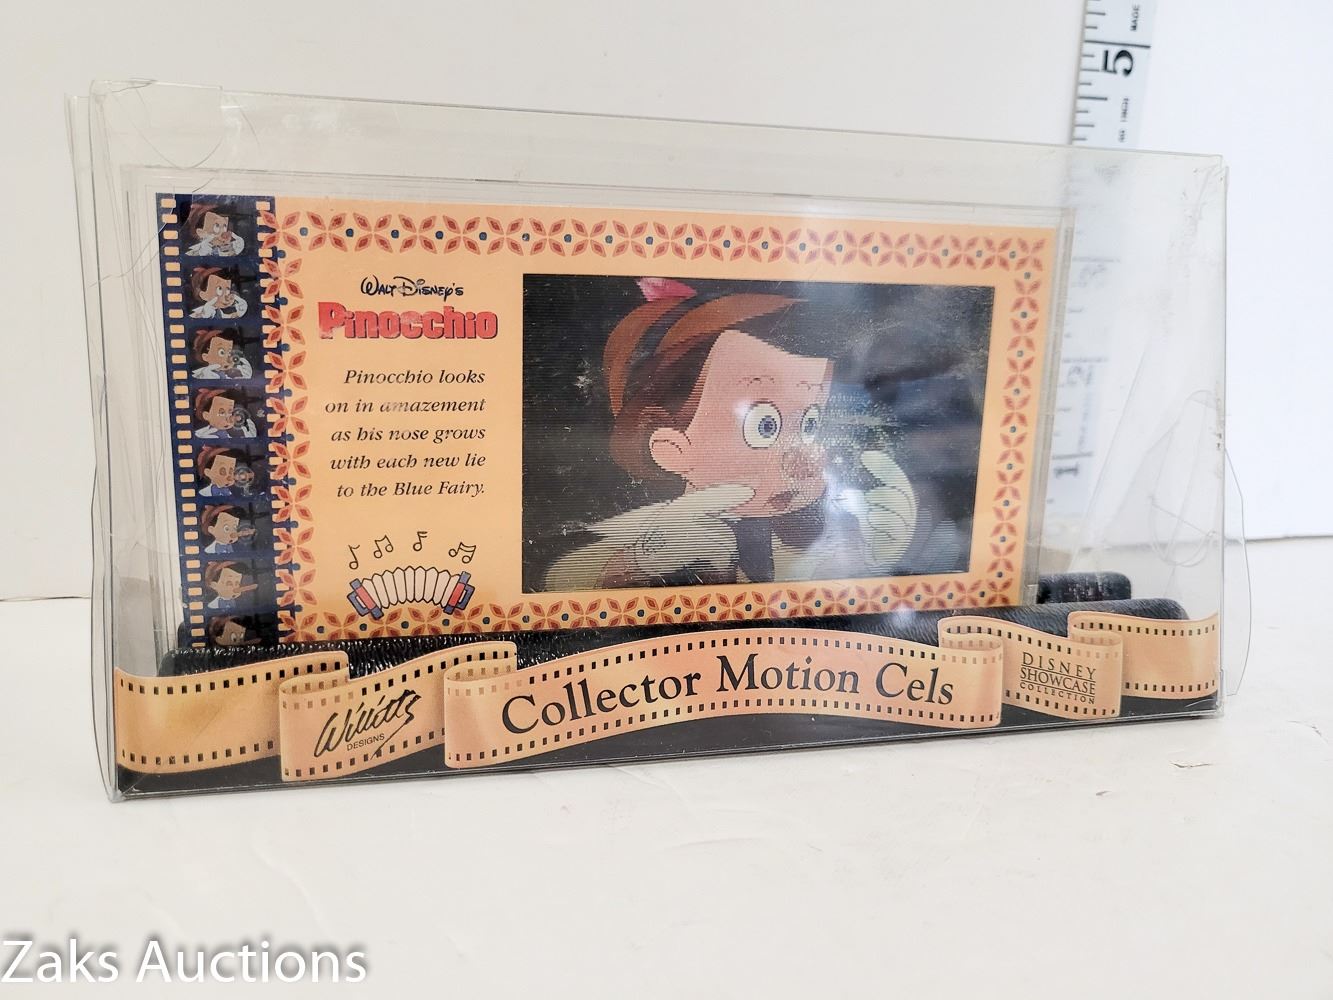 Walt Disney's
Pinocchio
Pinocchio looks
on in amazement
as his nose grows
with each new lie
to the Blue Fairy.
Willitts
DESIGNS
Collector Motion Cels
DISNEY
SHOWCASE
COLLECTION
5
1
Zaks Auctions